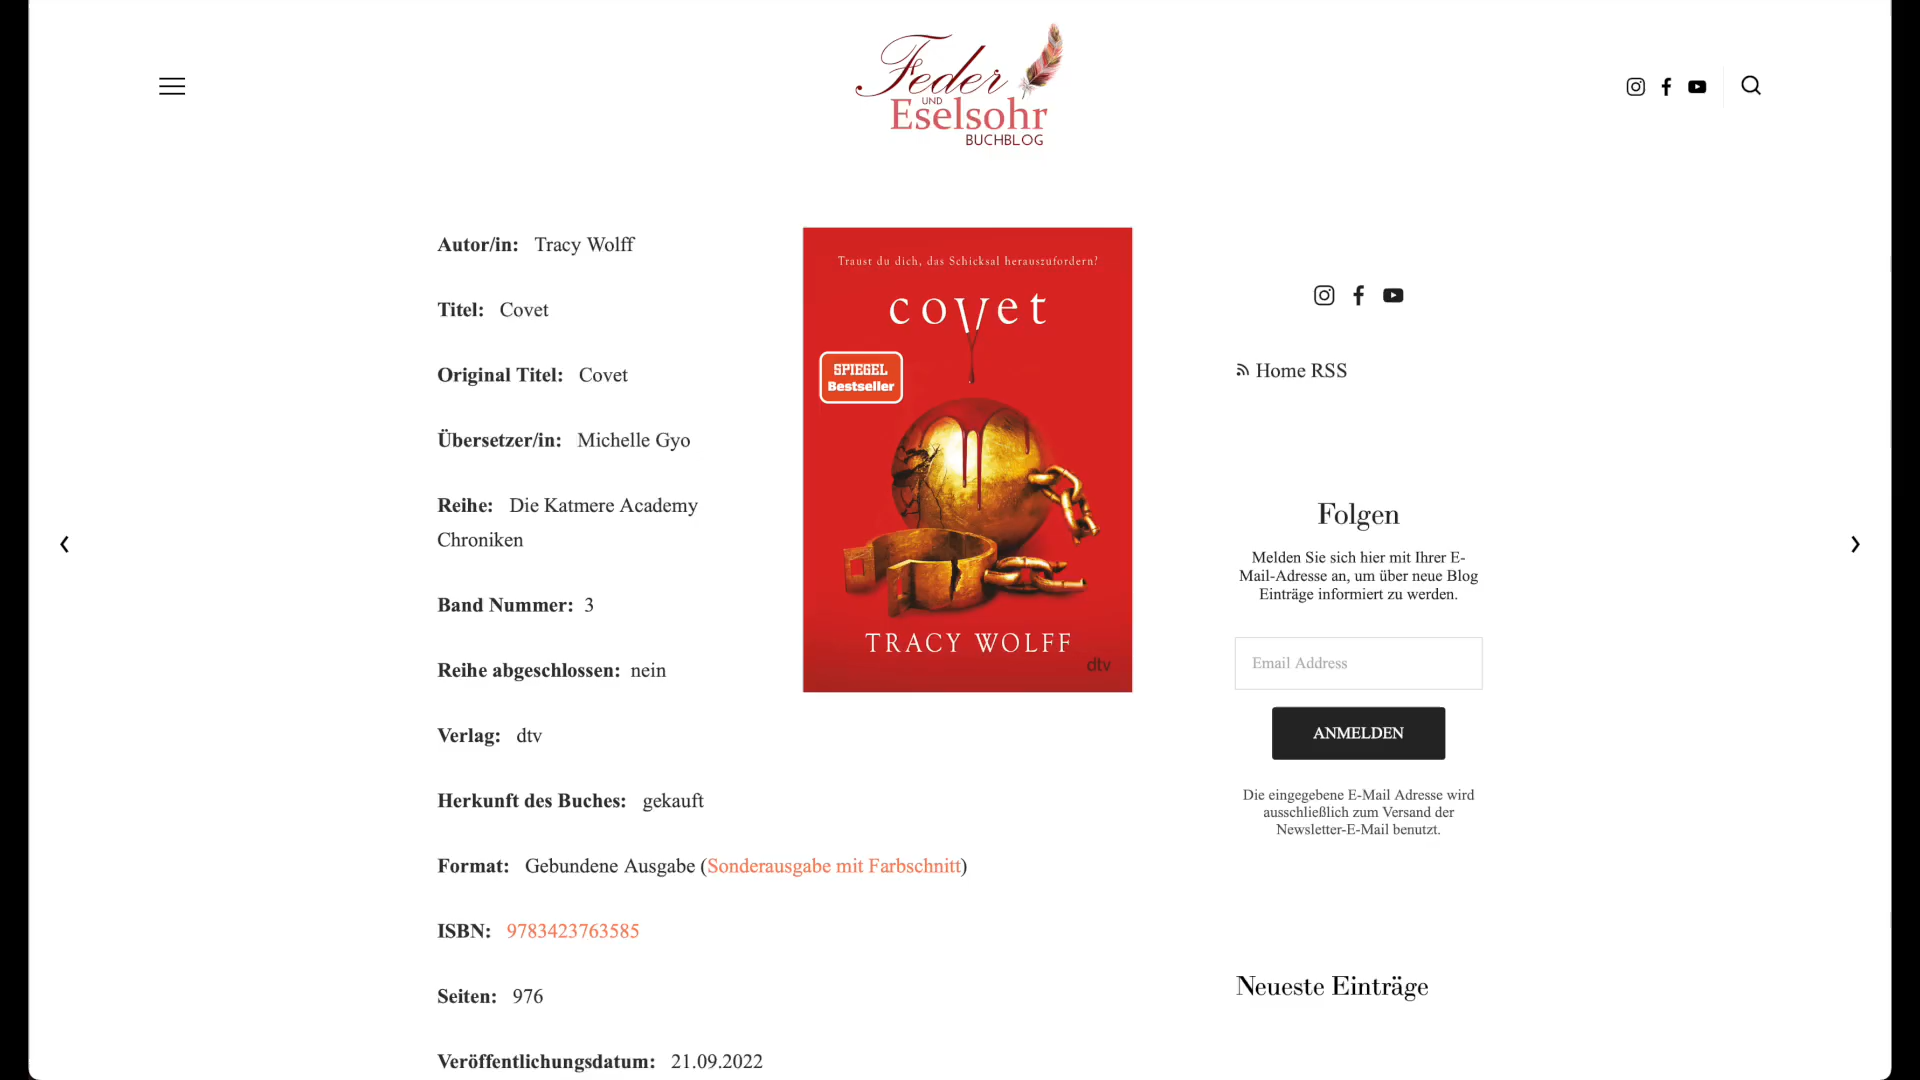 Feder
UND
Eselsohr
BUCHBLOG
Autor/in: Tracy Wolff
Titel: Covet
Original Titel: Covet
Übersetzer/in: Michelle Gyo
Reihe: Die Katmere Academy
Chroniken
Band Nummer: 3
Reihe abgeschlossen: nein
Verlag: dtv
Herkunft des Buches: gekauft
Format: Gebundene Ausgabe (Sonderausgabe mit Farbschnitt)
ISBN: 9783423763585
Seiten: 976
Veröffentlichungsdatum: 21.09.2022
Traust du dich, das Schicksal herauszufordern?
covet
SPIEGEL
Bestseller
TRACY WOLFF
dtv
Home RSS
Folgen
Melden Sie sich hier mit Ihrer E-
Mail-Adresse an, um über neue Blog
Einträge informiert zu werden.
Email Address
ANMELDEN
Die eingegebene E-Mail Adresse wird
ausschließlich zum Versand der
Newsletter-E-Mail benutzt.
Neueste Einträge